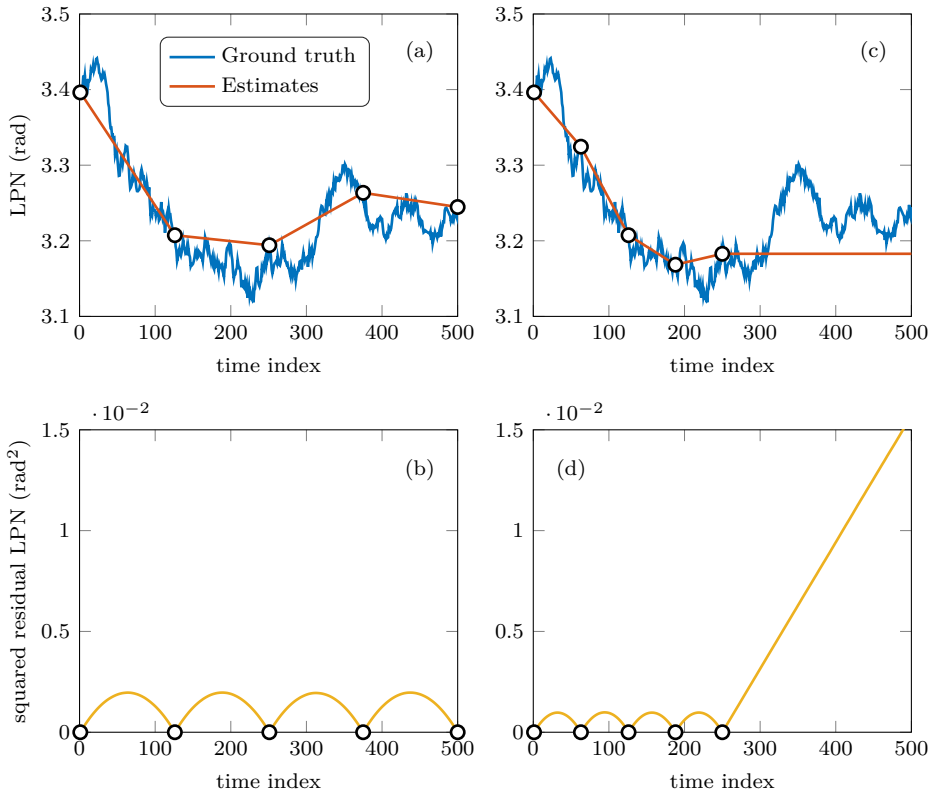 3.5
3.4
3.3
3.2
3.1
LPN (rad)
Ground truth
Estimates
(a)
0 100 200 300 400 500
time index
3.5
3.4
3.3
3.2
3.1
(c)
0 100 200 300 400 500
time index
· 10⁻²
1.5
1
0.5
0
squared residual LPN (rad²)
(b)
0 100 200 300 400 500
time index
· 10⁻²
1.5
1
0.5
0
(d)
0 100 200 300 400 500
time index